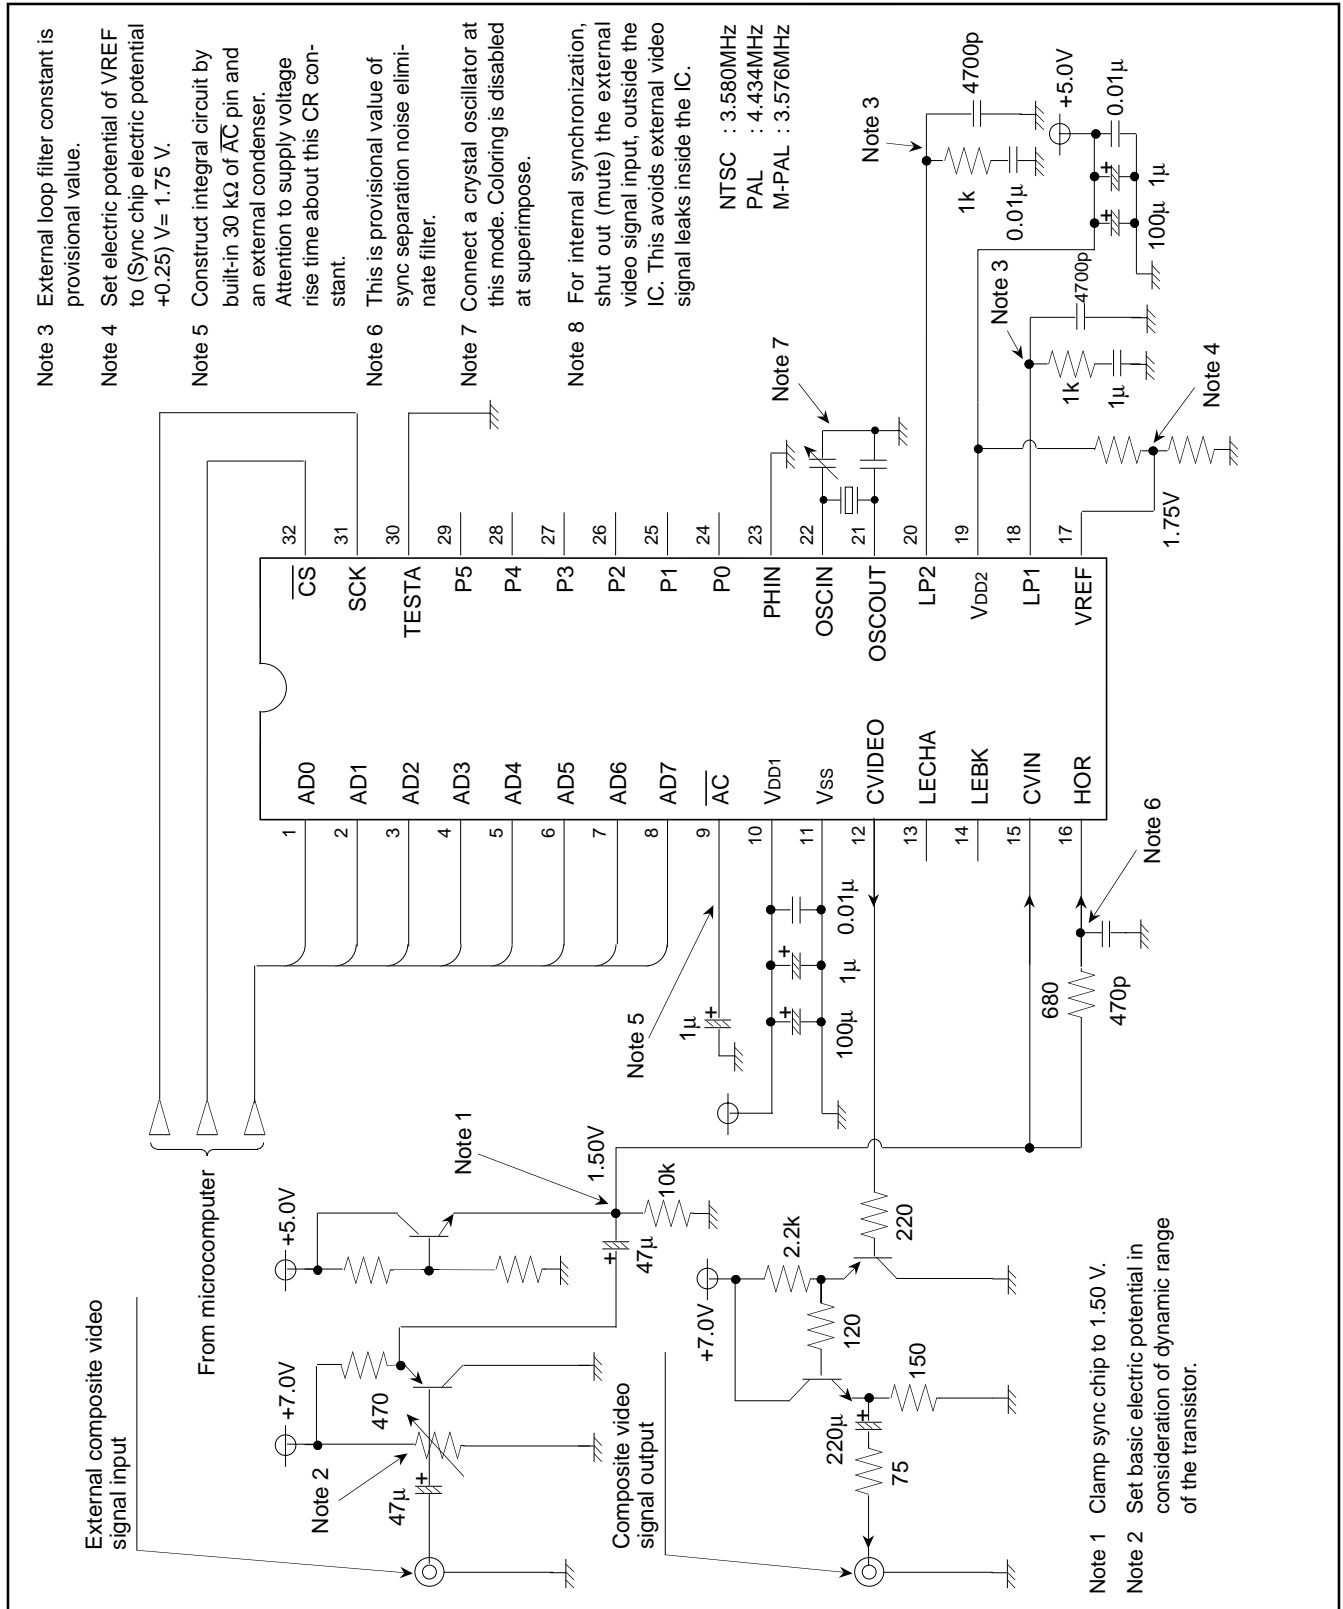 External composite video
signal input
From microcomputer
Note 2
47μ
+
+7.0V
470
+5.0V
47μ
+
Note 1
1.50V
10k
Composite video
signal output
+7.0V
2.2k
120
220
220μ
+
75
150
Note 5
1μ
+
100μ
+
1μ
+
0.01μ
680
470p
Note 6
1
2
3
4
5
6
7
8
9
10
11
12
13
14
15
16
AD0
AD1
AD2
AD3
AD4
AD5
AD6
AD7
AC
VDD1
VSS
CVIDEO
LECHA
LEBK
CVIN
HOR
CS
SCK
TESTA
P5
P4
P3
P2
P1
P0
PHIN
OSCIN
OSCOUT
LP2
VDD2
LP1
VREF
32
31
30
29
28
27
26
25
24
23
22
21
20
19
18
17
1.75V
Note 7
Note 3
1k
1μ
4700p
Note 4
Note 3
1k
0.01μ
4700p
+5.0V
100μ
+
1μ
+
0.01μ
NTSC : 3.580MHz
PAL : 4.434MHz
M-PAL : 3.576MHz
Note 1 Clamp sync chip to 1.50 V.
Note 2 Set basic electric potential in
consideration of dynamic range
of the transistor.
Note 3 External loop filter constant is
provisional value.
Note 4 Set electric potential of VREF
to (Sync chip electric potential
+0.25) V= 1.75 V.
Note 5 Construct integral circuit by
built-in 30 kΩ of AC pin and
an external condenser.
Attention to supply voltage
rise time about this CR con-
stant.
Note 6 This is provisional value of
sync separation noise elimi-
nate filter.
Note 7 Connect a crystal oscillator at
this mode. Coloring is disabled
at superimpose.
Note 8 For internal synchronization,
shut out (mute) the external
video signal input, outside the
IC. This avoids external video
signal leaks inside the IC.